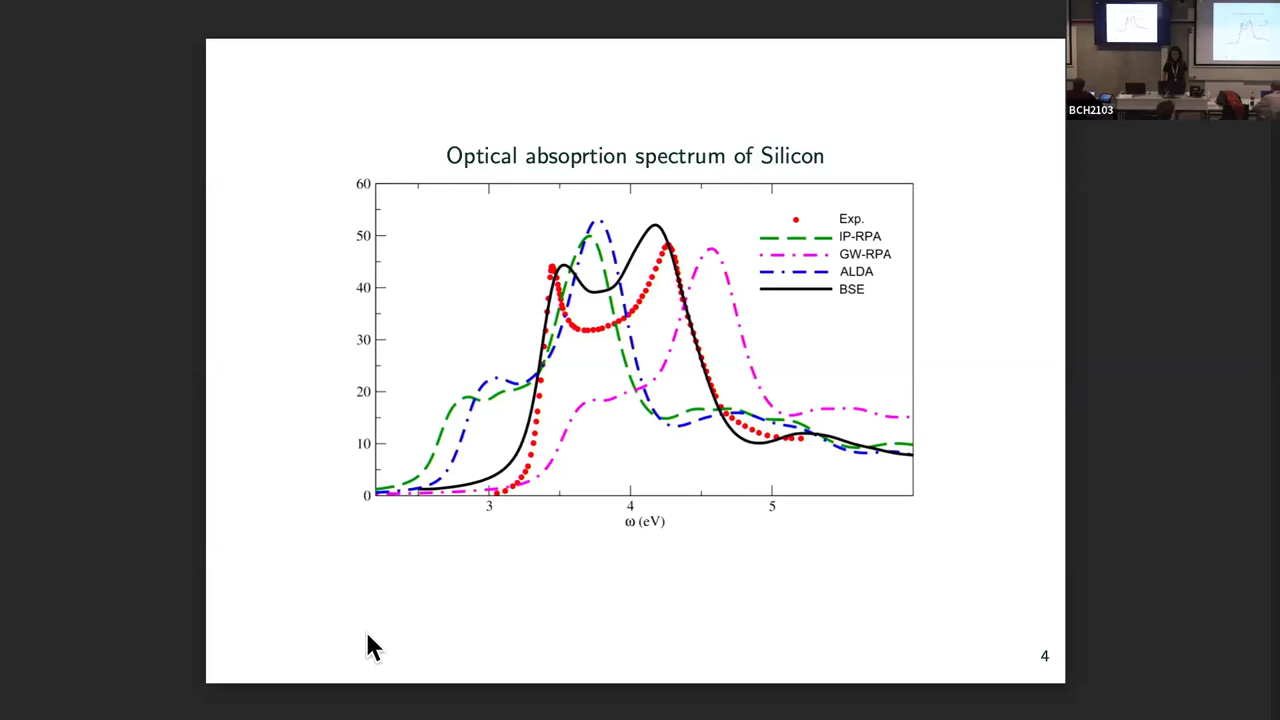 BCH2103
Optical absoprtion spectrum of Silicon
60
50
40
30
20
10
0
3
4
5
ω (eV)
Exp.
IP-RPA
GW-RPA
ALDA
BSE
4